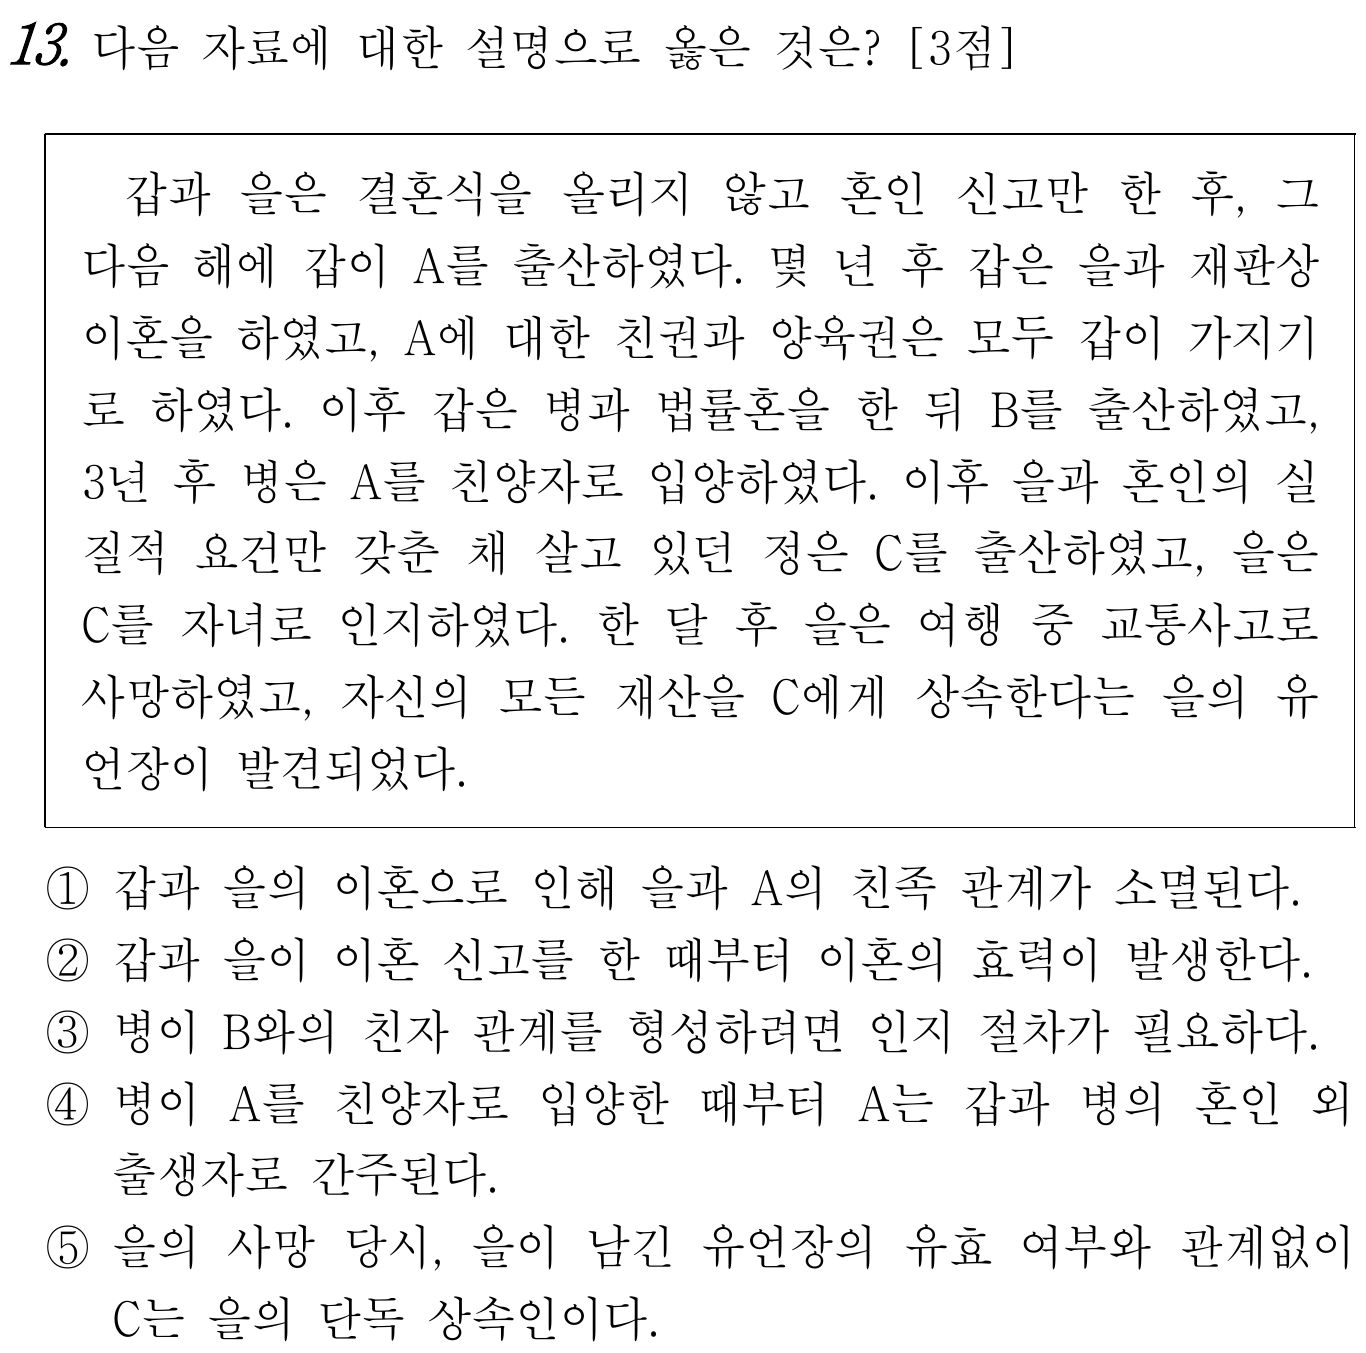 13. 다음 자료에 대한 설명으로 옳은 것은? [3점]
갑과 을은 결혼식을 올리지 않고 혼인 신고만 한 후, 그
다음 해에 갑이 A를 출산하였다. 몇 년 후 갑은 을과 재판상
이혼을 하였고, A에 대한 친권과 양육권은 모두 갑이 가지기
로 하였다. 이후 갑은 병과 법률혼을 한 뒤 B를 출산하였고,
3년 후 병은 A를 친양자로 입양하였다. 이후 을과 혼인의 실
질적 요건만 갖춘 채 살고 있던 정은 C를 출산하였고, 을은
C를 자녀로 인지하였다. 한 달 후 을은 여행 중 교통사고로
사망하였고, 자신의 모든 재산을 C에게 상속한다는 을의 유
언장이 발견되었다.
① 갑과 을의 이혼으로 인해 을과 A의 친족 관계가 소멸된다.
② 갑과 을이 이혼 신고를 한 때부터 이혼의 효력이 발생한다.
③ 병이 B와의 친자 관계를 형성하려면 인지 절차가 필요하다.
④ 병이 A를 친양자로 입양한 때부터 A는 갑과 병의 혼인 외
출생자로 간주된다.
⑤ 을의 사망 당시, 을이 남긴 유언장의 유효 여부와 관계없이
C는 을의 단독 상속인이다.